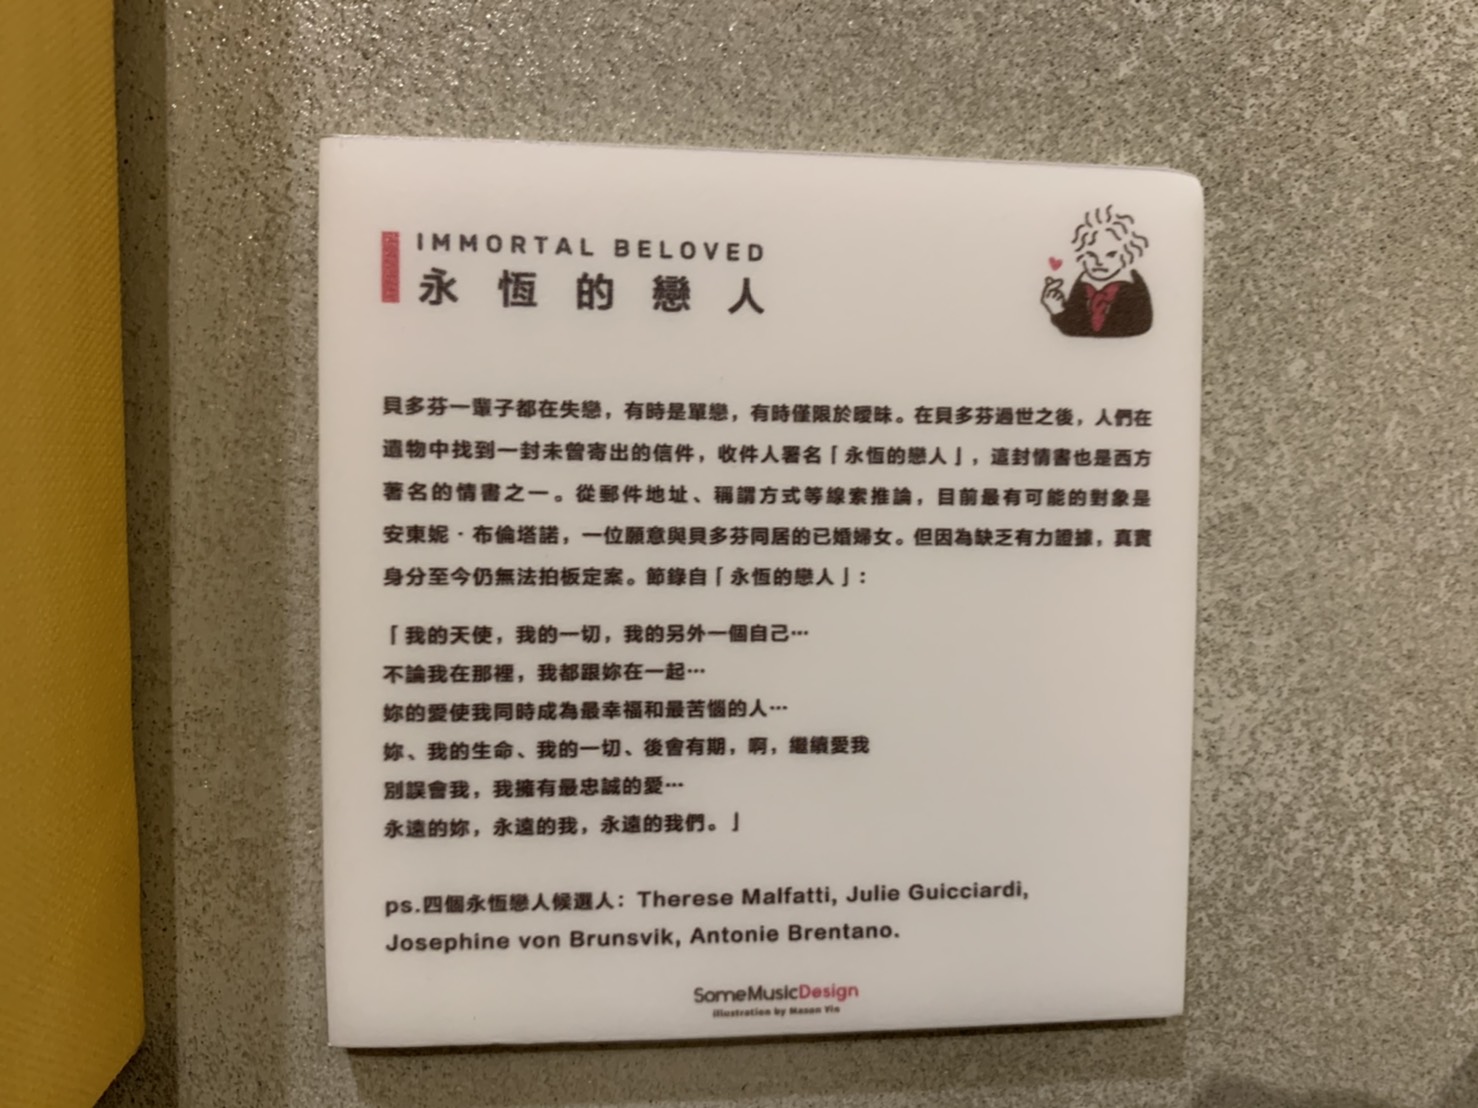 IMMORTAL BELOVED
永恆的戀人
貝多芬一輩子都在失戀，有時是單戀，有時僅限於曖昧。在貝多芬過世之後，人們在
遺物中找到一封未曾寄出的信件，收件人署名「永恆的戀人」，這封情書也是西方
著名的情書之一。從郵件地址、稱謂方式等線索推論，目前最有可能的對象是
安東妮・布倫塔諾，一位願意與貝多芬同居的已婚婦女。但因為缺乏有力證據，真實
身分至今仍無法拍板定案。節錄自「永恆的戀人」：
「我的天使，我的一切，我的另外一個自己…
不論我在那裡，我都跟妳在一起…
妳的愛使我同時成為最幸福和最苦惱的人…
妳、我的生命、我的一切、後會有期，啊，繼續愛我
別誤會我，我擁有最忠誠的愛…
永遠的妳，永遠的我，永遠的我們。」
ps.四個永恆戀人候選人：Therese Malfatti, Julie Guicciardi,
Josephine von Brunsvik, Antonie Brentano.
SomeMusicDesign
illustration by Mason Yin